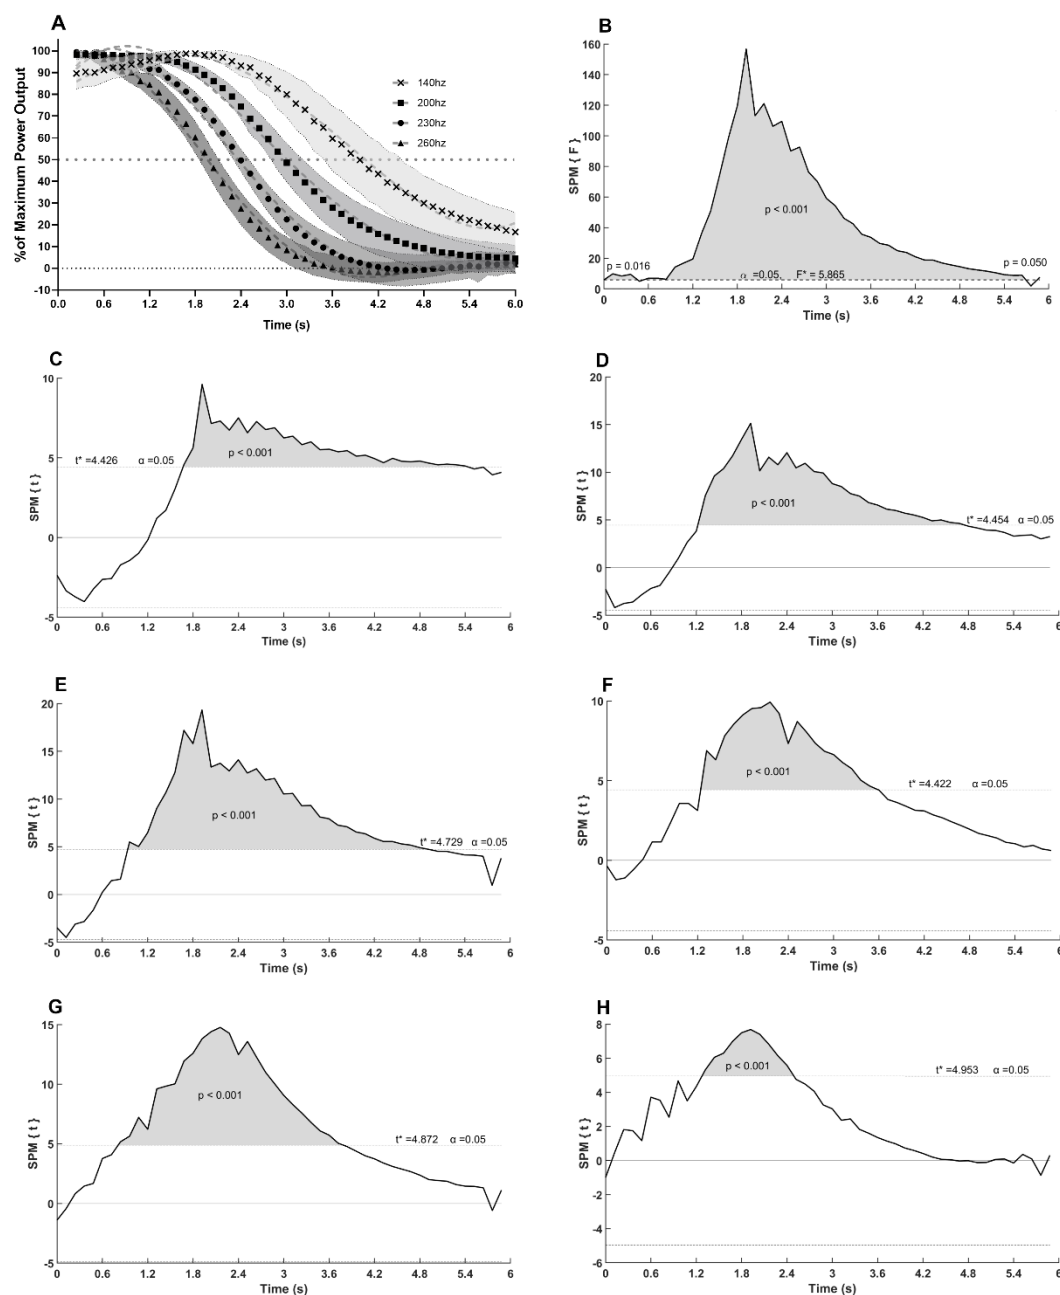 A
%of Maximum Power Output
100
90
80
70
60
50
40
30
20
10
0
-10
0.0 0.6 1.2 1.8 2.4 3.0 3.6 4.2 4.8 5.4 6.0
Time (s)
140hz
200hz
230hz
260hz
B
SPM { F }
160
140
120
100
80
60
40
20
0
p < 0.001
p = 0.016
p = 0.050
α =0.05, F* = 5.865
0 0.6 1.2 1.8 2.4 3 3.6 4.2 4.8 5.4 6
Time (s)
C
SPM { t }
10
5
0
-5
t* =4.426 α =0.05
p < 0.001
0 0.6 1.2 1.8 2.4 3 3.6 4.2 4.8 5.4 6
Time (s)
D
SPM { t }
20
15
10
5
0
-5
p < 0.001
t* =4.454 α =0.05
0 0.6 1.2 1.8 2.4 3 3.6 4.2 4.8 5.4 6
Time (s)
E
SPM { t }
20
15
10
5
0
-5
p < 0.001
t* =4.729 α =0.05
0 0.6 1.2 1.8 2.4 3 3.6 4.2 4.8 5.4 6
Time (s)
F
SPM { t }
10
5
0
-5
p < 0.001
t* =4.422 α =0.05
0 0.6 1.2 1.8 2.4 3 3.6 4.2 4.8 5.4 6
Time (s)
G
SPM { t }
15
10
5
0
-5
p < 0.001
t* =4.872 α =0.05
0 0.6 1.2 1.8 2.4 3 3.6 4.2 4.8 5.4 6
Time (s)
H
SPM { t }
8
6
4
2
0
-2
-4
-6
p < 0.001
t* =4.953 α =0.05
0 0.6 1.2 1.8 2.4 3 3.6 4.2 4.8 5.4 6
Time (s)